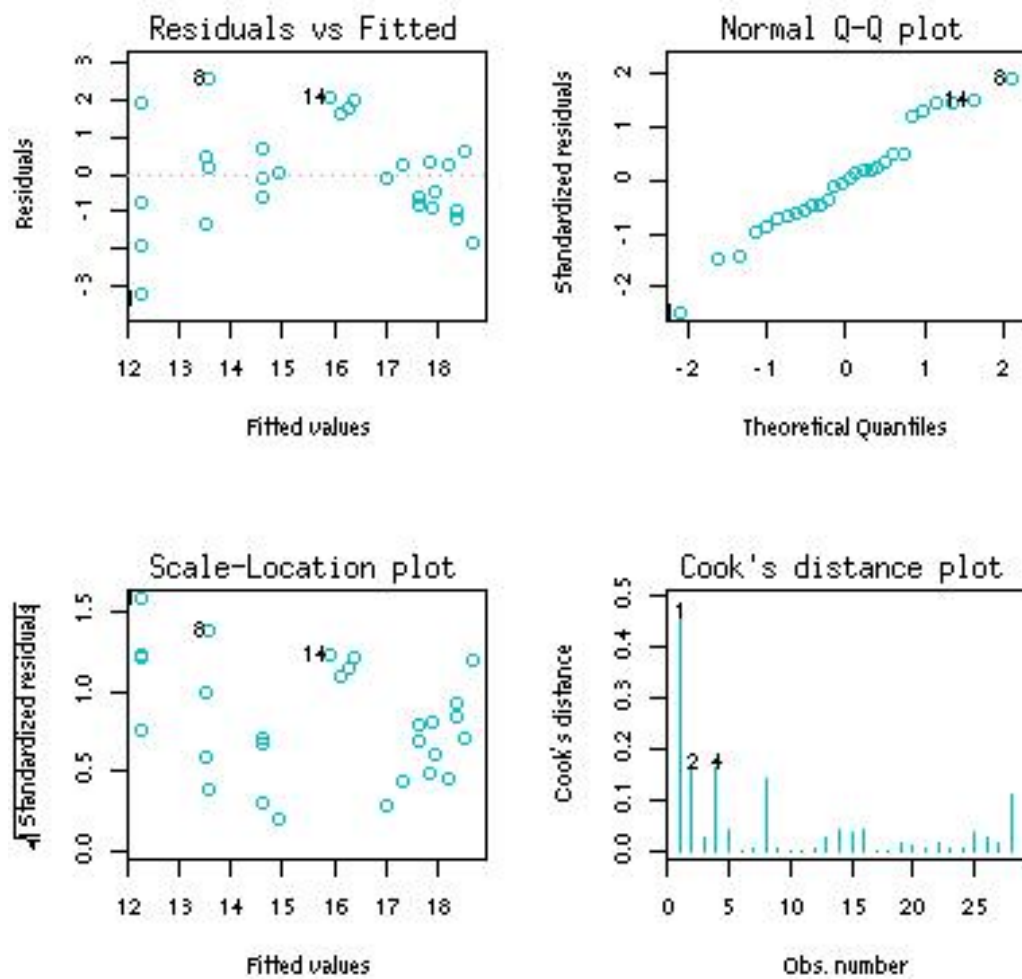 Residuals vs Fitted
Residuals
3
2
1
0
-1
-3
8
14
12 13 14 15 16 17 18
Fitted values
Normal Q-Q plot
Standardized residuals
2
1
0
-1
-2
8
14
-2 -1 0 1 2
Theoretical Quantiles
Scale-Location plot
Standardized residuals
1.5
1.0
0.5
0.0
8
14
12 13 14 15 16 17 18
Fitted values
Cook's distance plot
Cook's distance
0.5
0.4
0.3
0.2
0.1
0.0
1
2 4
0 5 10 15 20 25
Obs. number